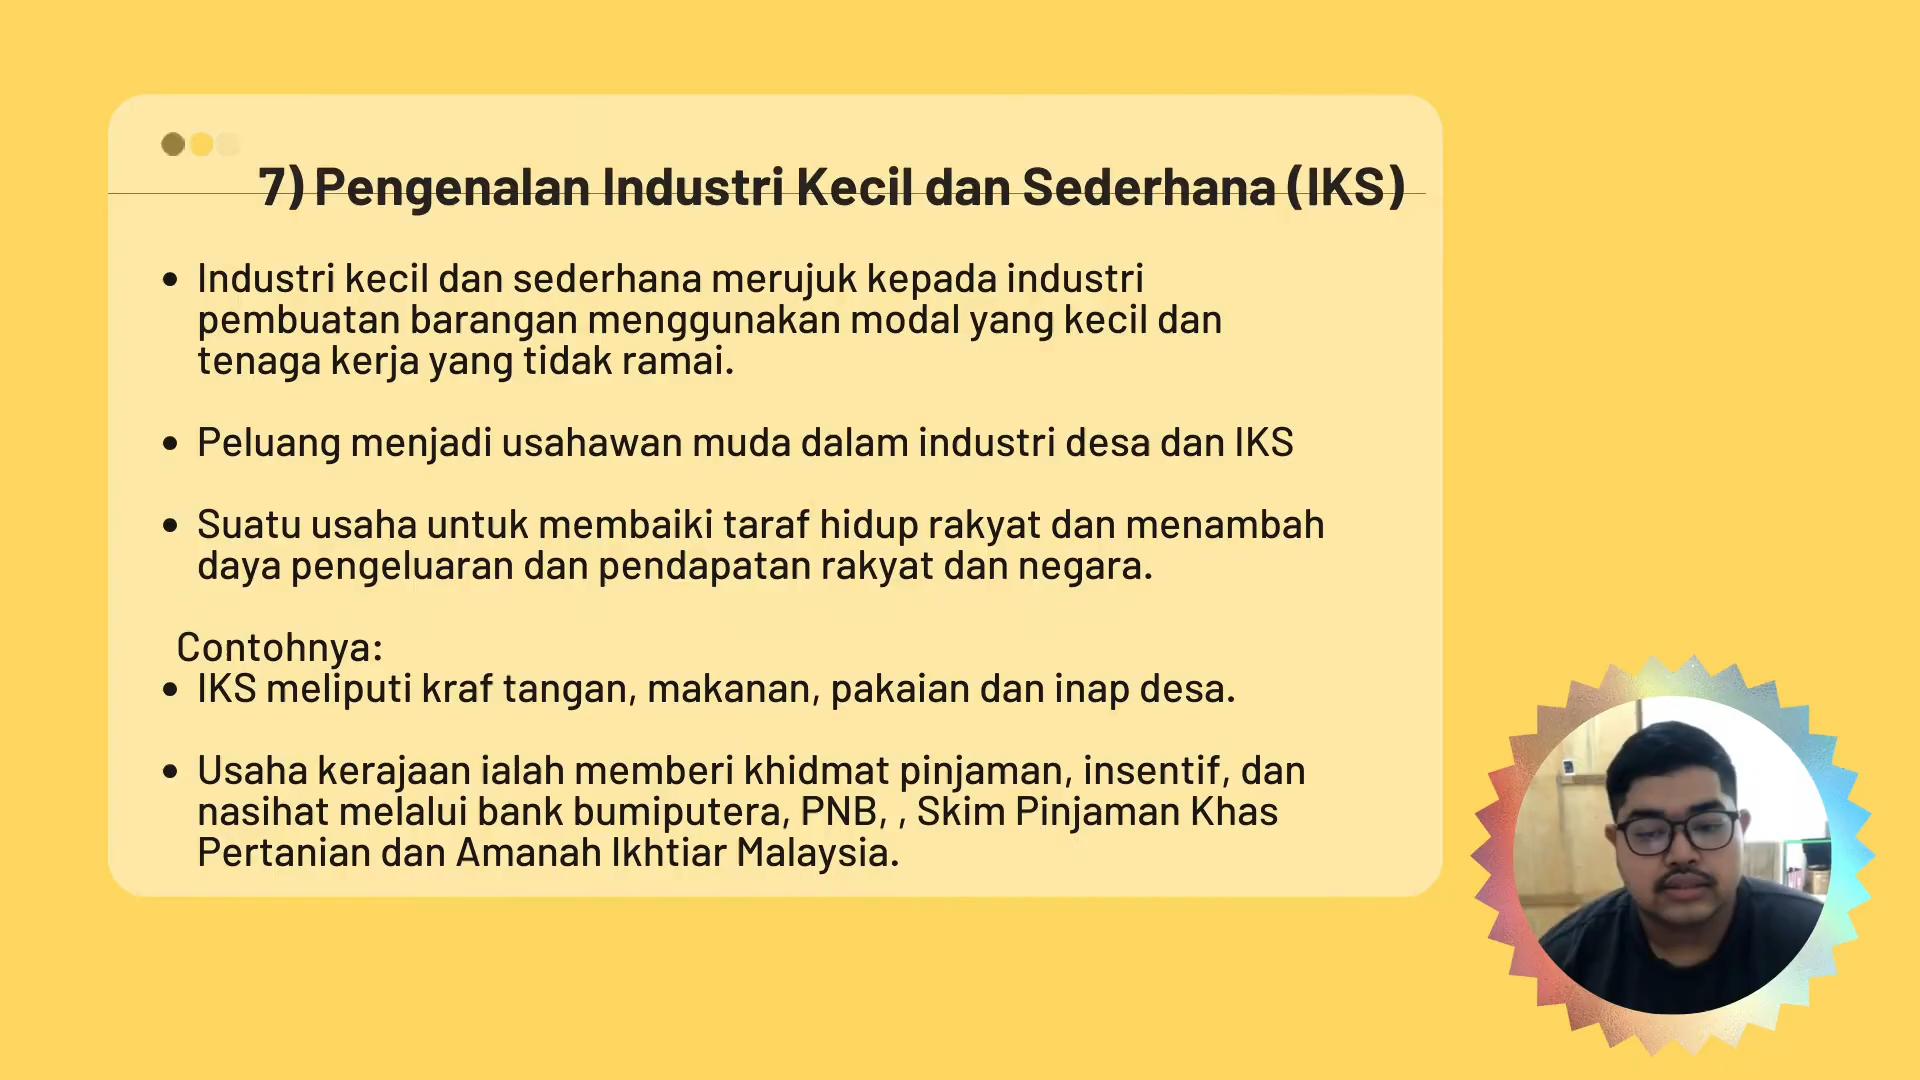 7) Pengenalan Industri Kecil dan Sederhana (IKS)
• Industri kecil dan sederhana merujuk kepada industri
pembuatan barangan menggunakan modal yang kecil dan
tenaga kerja yang tidak ramai.
• Peluang menjadi usahawan muda dalam industri desa dan IKS
• Suatu usaha untuk membaiki taraf hidup rakyat dan menambah
daya pengeluaran dan pendapatan rakyat dan negara.
Contohnya:
• IKS meliputi kraf tangan, makanan, pakaian dan inap desa.
• Usaha kerajaan ialah memberi khidmat pinjaman, insentif, dan
nasihat melalui bank bumiputera, PNB, , Skim Pinjaman Khas
Pertanian dan Amanah Ikhtiar Malaysia.